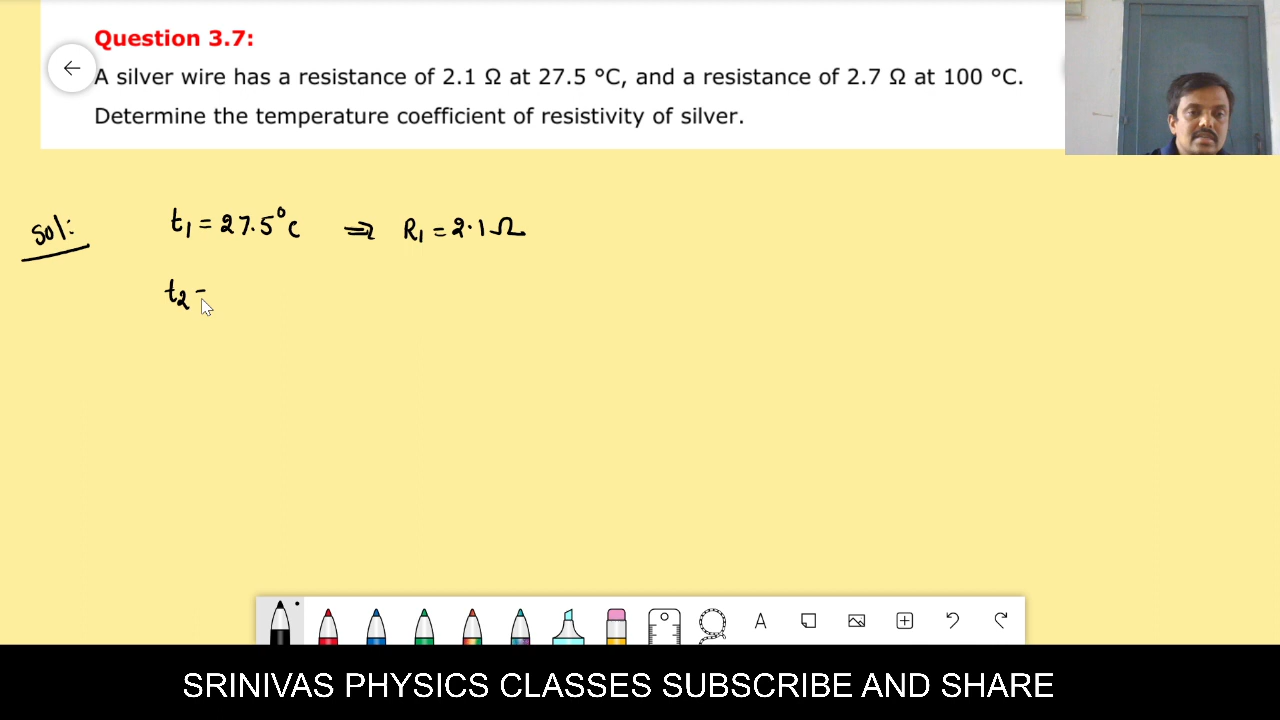 Question 3.7:
A silver wire has a resistance of 2.1 Ω at 27.5 °C, and a resistance of 2.7 Ω at 100 °C.
Determine the temperature coefficient of resistivity of silver.
Sol: t₁ = 27.5°C ⇒ R₁ = 2.1 Ω
t₂ -
A
SRINIVAS PHYSICS CLASSES SUBSCRIBE AND SHARE